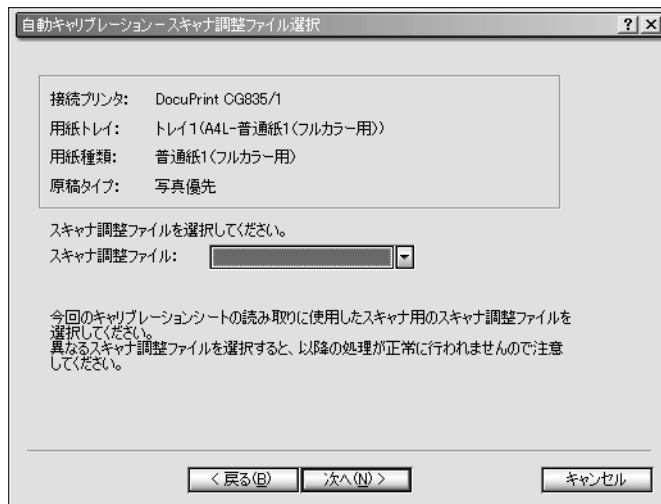 自動キャリブレーション－スキャナ調整ファイル選択
接続プリンタ: DocuPrint CG835/1
用紙トレイ: トレイ1(A4L-普通紙1(フルカラー用))
用紙種類: 普通紙1(フルカラー用)
原稿タイプ: 写真優先
スキャナ調整ファイルを選択してください。
スキャナ調整ファイル:
今回のキャリブレーションシートの読み取りに使用したスキャナ用のスキャナ調整ファイルを
選択してください。
異なるスキャナ調整ファイルを選択すると、以降の処理が正常に行われませんので注意
してください。
< 戻る(B) 次へ(N) > キャンセル